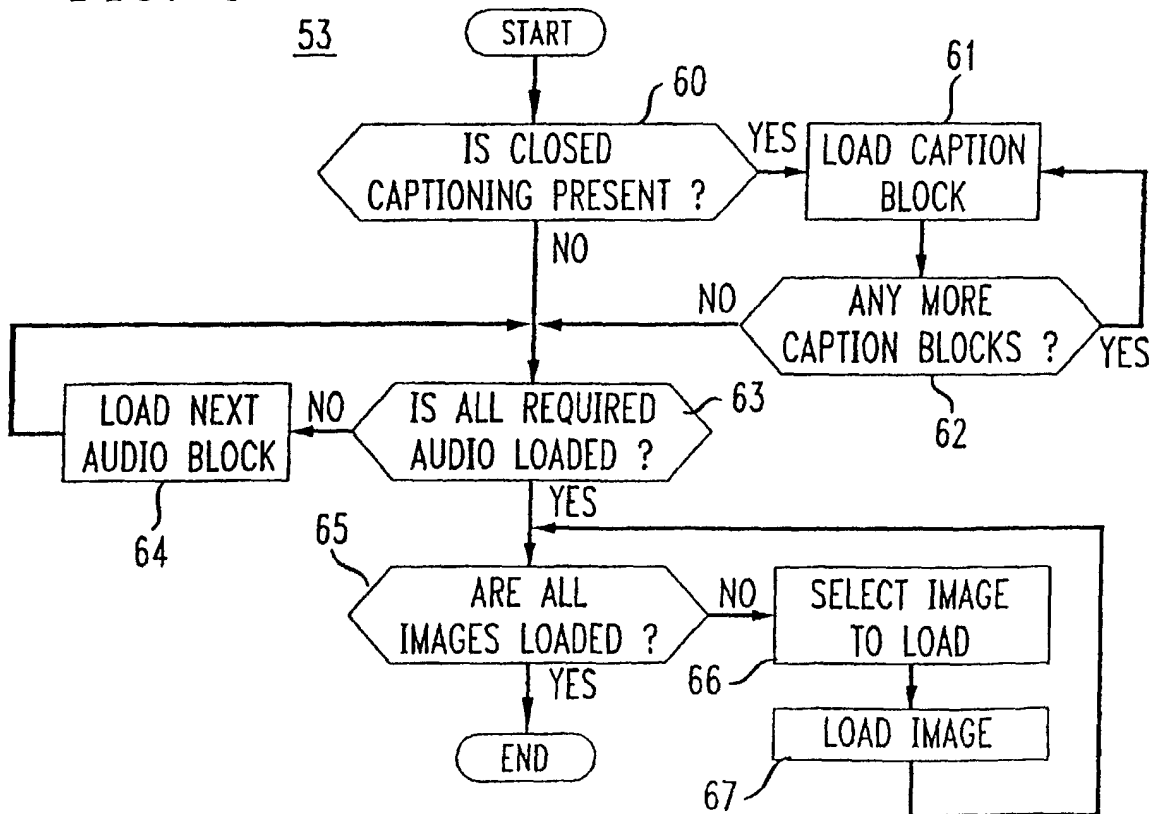 53
START
60
IS CLOSED
CAPTIONING PRESENT ?
YES
61
LOAD CAPTION
BLOCK
NO
ANY MORE
CAPTION BLOCKS ?
NO
YES
62
IS ALL REQUIRED
AUDIO LOADED ?
63
NO
LOAD NEXT
AUDIO BLOCK
64
YES
65
ARE ALL
IMAGES LOADED ?
NO
SELECT IMAGE
TO LOAD
66
YES
LOAD IMAGE
67
END